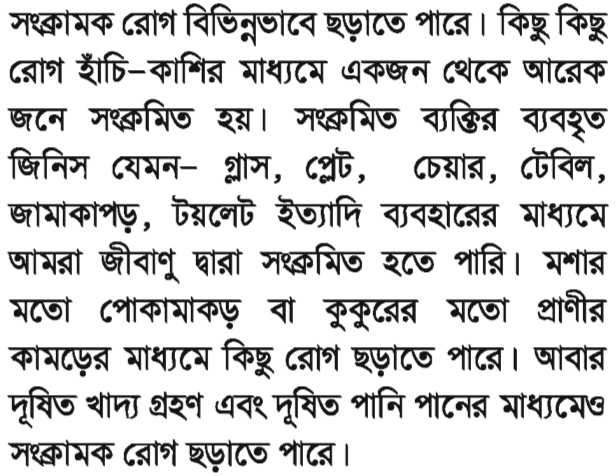 সংক্রামক রোগ বিভিন্নভাবে ছড়াতে পারে। কিছু কিছু
রোগ হাঁচি–কাশির মাধ্যমে একজন থেকে আরেক
জনে সংক্রমিত হয়। সংক্রমিত ব্যক্তির ব্যবহৃত
জিনিস যেমন– গ্লাস, প্লেট, চেয়ার, টেবিল,
জামাকাপড়, টয়লেট ইত্যাদি ব্যবহারের মাধ্যমে
আমরা জীবাণু দ্বারা সংক্রমিত হতে পারি। মশার
মতো পোকামাকড় বা কুকুরের মতো প্রাণীর
কামড়ের মাধ্যমে কিছু রোগ ছড়াতে পারে। আবার
দূষিত খাদ্য গ্রহণ এবং দূষিত পানি পানের মাধ্যমেও
সংক্রামক রোগ ছড়াতে পারে।